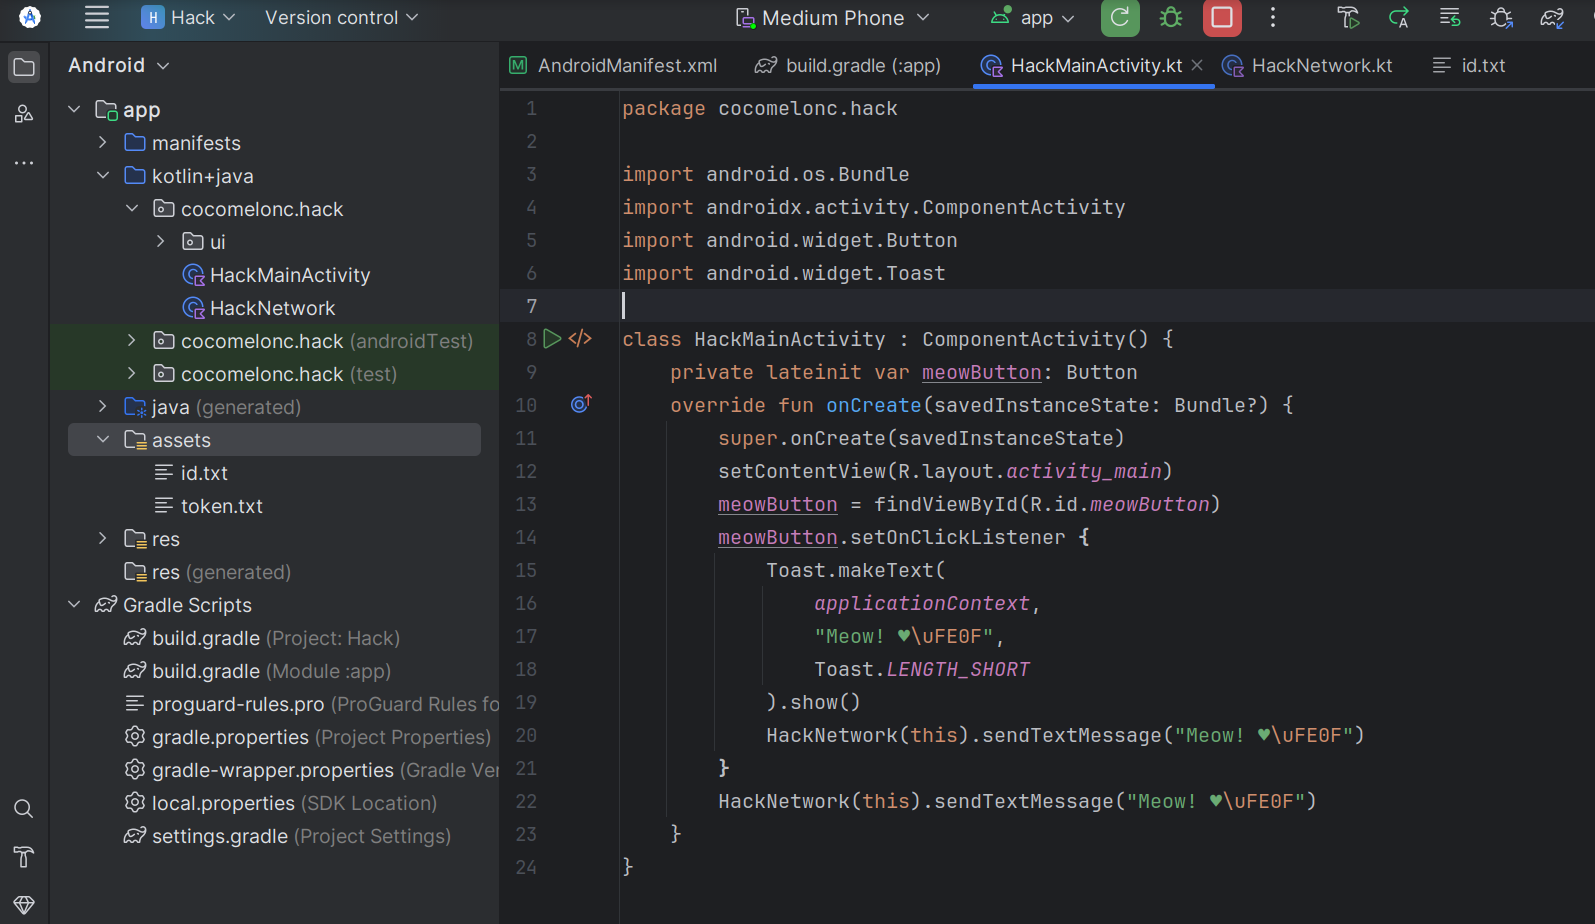 H Hack Version control Medium Phone app
Android
app
manifests
kotlin+java
cocomelonc.hack
ui
HackMainActivity
HackNetwork
cocomelonc.hack (androidTest)
cocomelonc.hack (test)
java (generated)
assets
id.txt
token.txt
res
res (generated)
Gradle Scripts
build.gradle (Project: Hack)
build.gradle (Module :app)
proguard-rules.pro (ProGuard Rules fo
gradle.properties (Project Properties)
gradle-wrapper.properties (Gradle Ver
local.properties (SDK Location)
settings.gradle (Project Settings)
M AndroidManifest.xml build.gradle (:app) HackMainActivity.kt HackNetwork.kt id.txt
1 package cocomelonc.hack
2
3 import android.os.Bundle
4 import androidx.activity.ComponentActivity
5 import android.widget.Button
6 import android.widget.Toast
7
8 class HackMainActivity : ComponentActivity() {
9 private lateinit var meowButton: Button
10 override fun onCreate(savedInstanceState: Bundle?) {
11 super.onCreate(savedInstanceState)
12 setContentView(R.layout.activity_main)
13 meowButton = findViewById(R.id.meowButton)
14 meowButton.setOnClickListener {
15 Toast.makeText(
16 applicationContext,
17 "Meow! ♥\uFE0F",
18 Toast.LENGTH_SHORT
19 ).show()
20 HackNetwork(this).sendTextMessage("Meow! ♥\uFE0F")
21 }
22 HackNetwork(this).sendTextMessage("Meow! ♥\uFE0F")
23 }
24 }